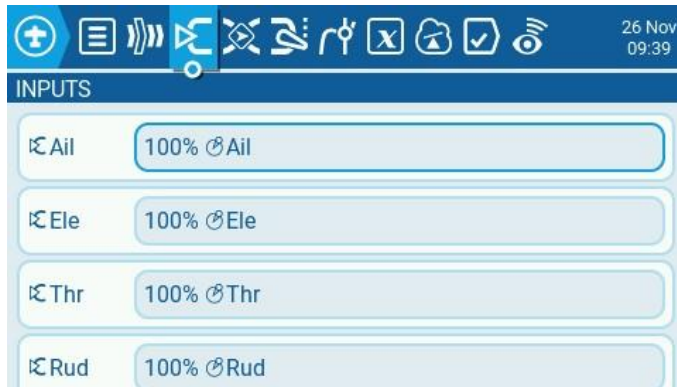 26 Nov
09:39
INPUTS
Ail 100% Ail
Ele 100% Ele
Thr 100% Thr
Rud 100% Rud